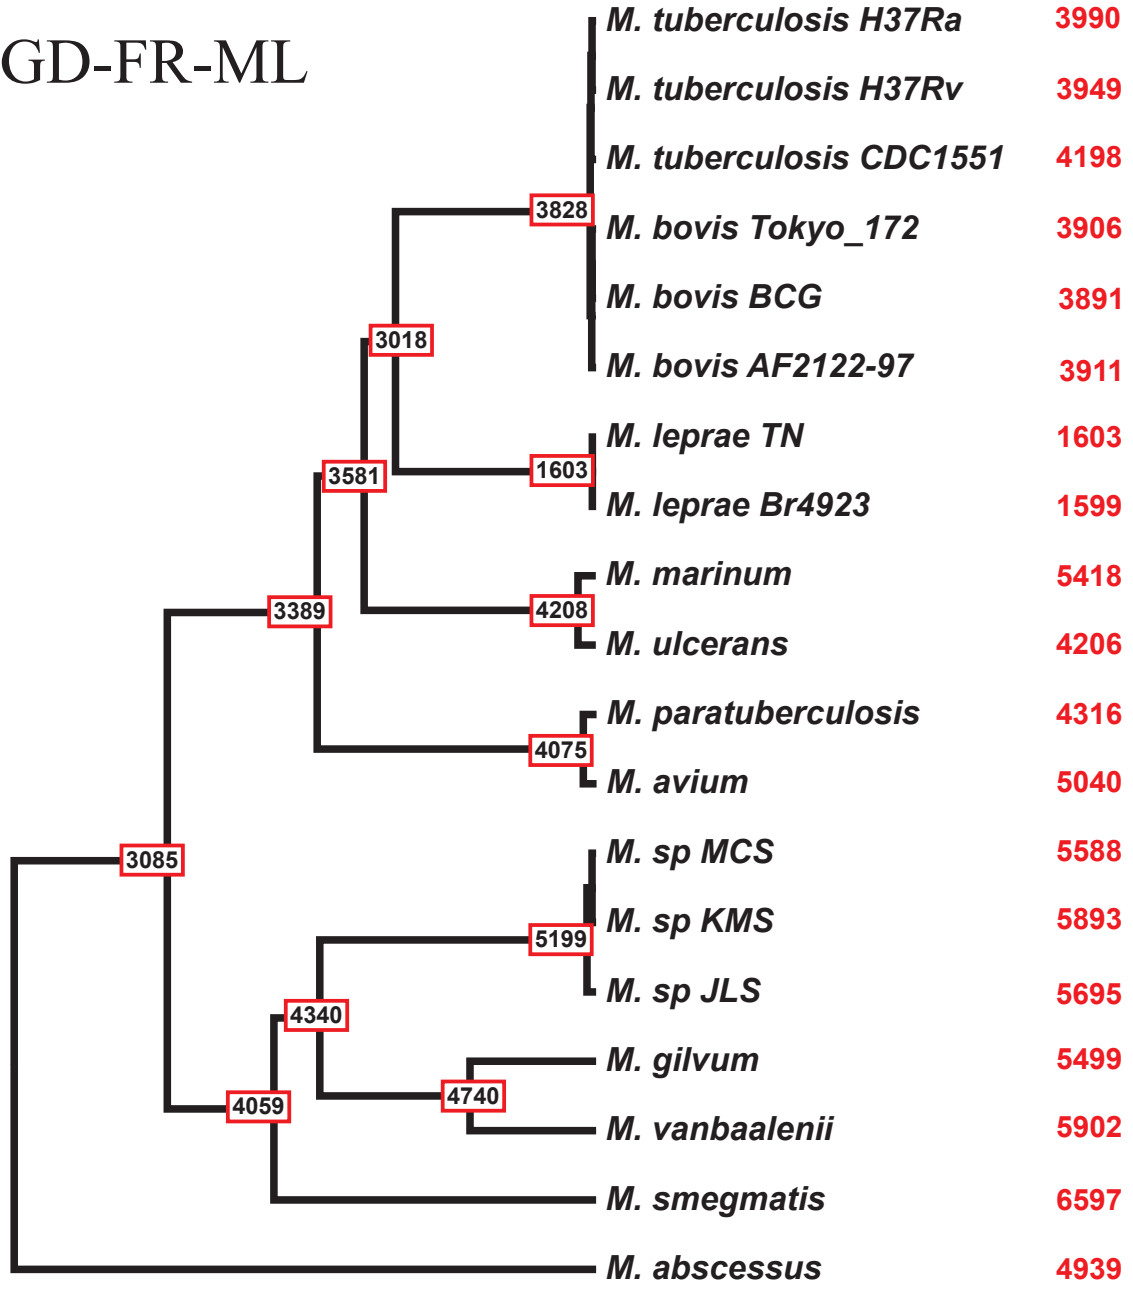 GD-FR-ML
M. tuberculosis H37Ra 3990
M. tuberculosis H37Rv 3949
M. tuberculosis CDC1551 4198
3828
M. bovis Tokyo_172 3906
M. bovis BCG 3891
3018
M. bovis AF2122-97 3911
M. leprae TN 1603
3581
1603
M. leprae Br4923 1599
M. marinum 5418
3389
4208
M. ulcerans 4206
M. paratuberculosis 4316
4075
M. avium 5040
M. sp MCS 5588
3085
M. sp KMS 5893
5199
M. sp JLS 5695
4340
M. gilvum 5499
4740
4059
M. vanbaalenii 5902
M. smegmatis 6597
M. abscessus 4939